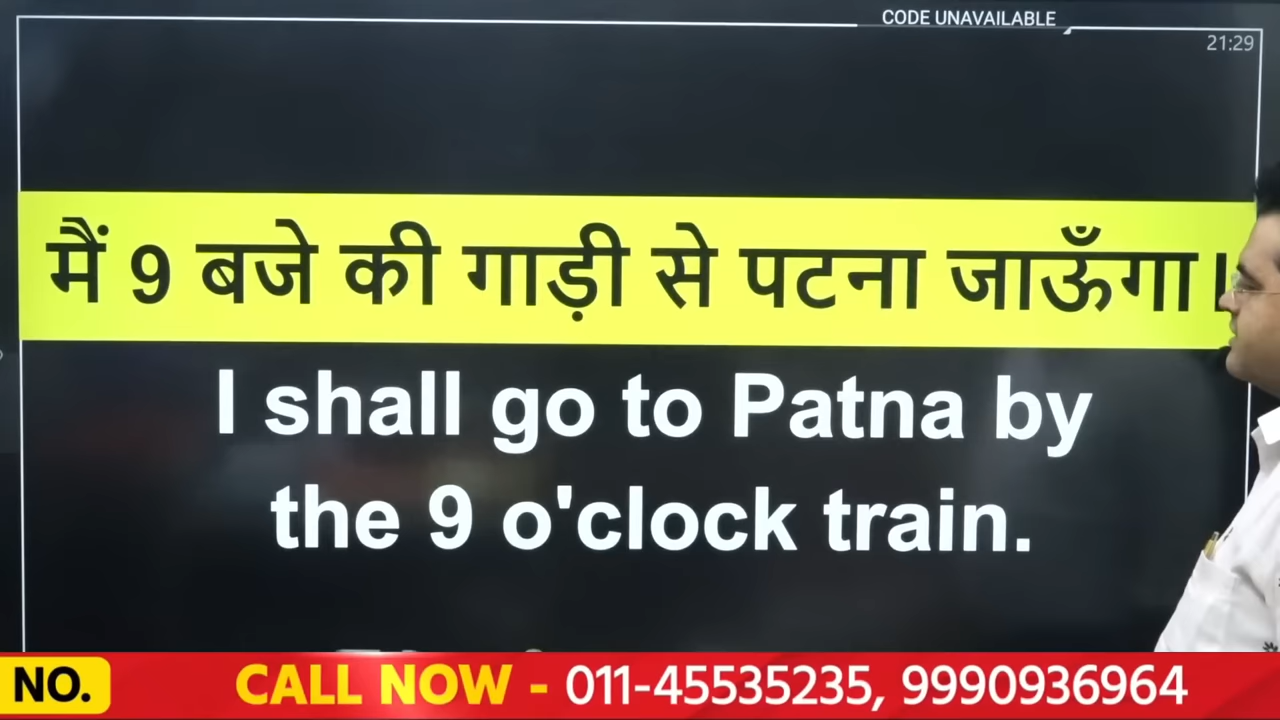 CODE UNAVAILABLE
21:29
मैं 9 बजे की गाड़ी से पटना जाऊँगा।
I shall go to Patna by
the 9 o'clock train.
NO. CALL NOW - 011-45535235, 9990936964